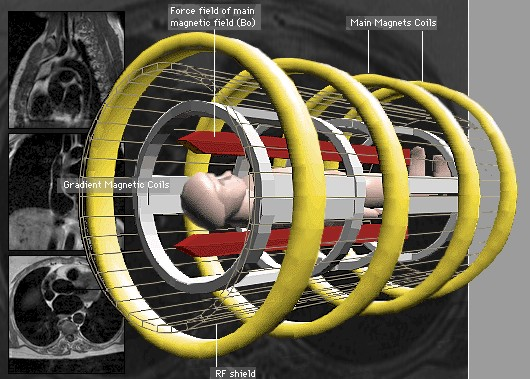 Force field of main
magnetic field (Bo)
Main Magnets Coils
Gradient Magnetic Coils
RF shield